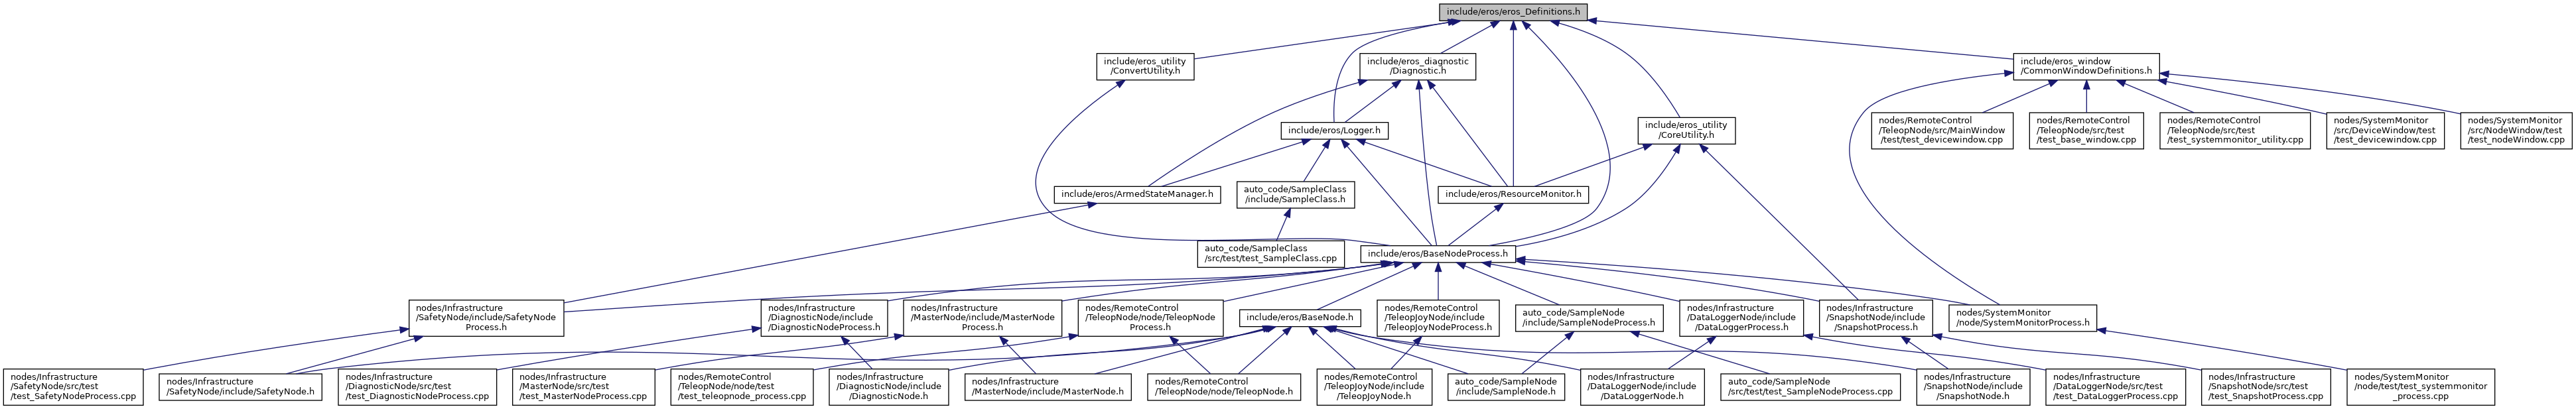 include/eros/eros_Definitions.h
include/eros_utility
/ConvertUtility.h
include/eros_diagnostic
/Diagnostic.h
include/eros_window
/CommonWindowDefinitions.h
include/eros/Logger.h
include/eros_utility
/CoreUtility.h
nodes/RemoteControl
/TeleopNode/src/MainWindow
/test/test_devicewindow.cpp
nodes/RemoteControl
/TeleopNode/src/test
/test_base_window.cpp
nodes/RemoteControl
/TeleopNode/src/test
/test_systemmonitor_utility.cpp
nodes/SystemMonitor
/src/DeviceWindow/test
/test_devicewindow.cpp
nodes/SystemMonitor
/src/NodeWindow/test
/test_nodeWindow.cpp
include/eros/ArmedStateManager.h
auto_code/SampleClass
/include/SampleClass.h
include/eros/ResourceMonitor.h
auto_code/SampleClass
/src/test/test_SampleClass.cpp
include/eros/BaseNodeProcess.h
nodes/Infrastructure
/SafetyNode/include/SafetyNode
Process.h
nodes/Infrastructure
/DiagnosticNode/include
/DiagnosticNodeProcess.h
nodes/Infrastructure
/MasterNode/include/MasterNode
Process.h
nodes/RemoteControl
/TeleopNode/node/TeleopNode
Process.h
include/eros/BaseNode.h
nodes/RemoteControl
/TeleopJoyNode/include
/TeleopJoyNodeProcess.h
auto_code/SampleNode
/include/SampleNodeProcess.h
nodes/Infrastructure
/DataLoggerNode/include
/DataLoggerProcess.h
nodes/Infrastructure
/SnapshotNode/include
/SnapshotProcess.h
nodes/SystemMonitor
/node/SystemMonitorProcess.h
nodes/Infrastructure
/SafetyNode/src/test
/test_SafetyNodeProcess.cpp
nodes/Infrastructure
/SafetyNode/include/SafetyNode.h
nodes/Infrastructure
/DiagnosticNode/src/test
/test_DiagnosticNodeProcess.cpp
nodes/Infrastructure
/MasterNode/src/test
/test_MasterNodeProcess.cpp
nodes/RemoteControl
/TeleopNode/node/test
/test_teleopnode_process.cpp
nodes/Infrastructure
/DiagnosticNode/include
/DiagnosticNode.h
nodes/Infrastructure
/MasterNode/include/MasterNode.h
nodes/RemoteControl
/TeleopNode/node/TeleopNode.h
nodes/RemoteControl
/TeleopJoyNode/include
/TeleopJoyNode.h
auto_code/SampleNode
/include/SampleNode.h
nodes/Infrastructure
/DataLoggerNode/include
/DataLoggerNode.h
auto_code/SampleNode
/src/test/test_SampleNodeProcess.cpp
nodes/Infrastructure
/SnapshotNode/include
/SnapshotNode.h
nodes/Infrastructure
/DataLoggerNode/src/test
/test_DataLoggerProcess.cpp
nodes/Infrastructure
/SnapshotNode/src/test
/test_SnapshotProcess.cpp
nodes/SystemMonitor
/node/test/test_systemmonitor
_process.cpp